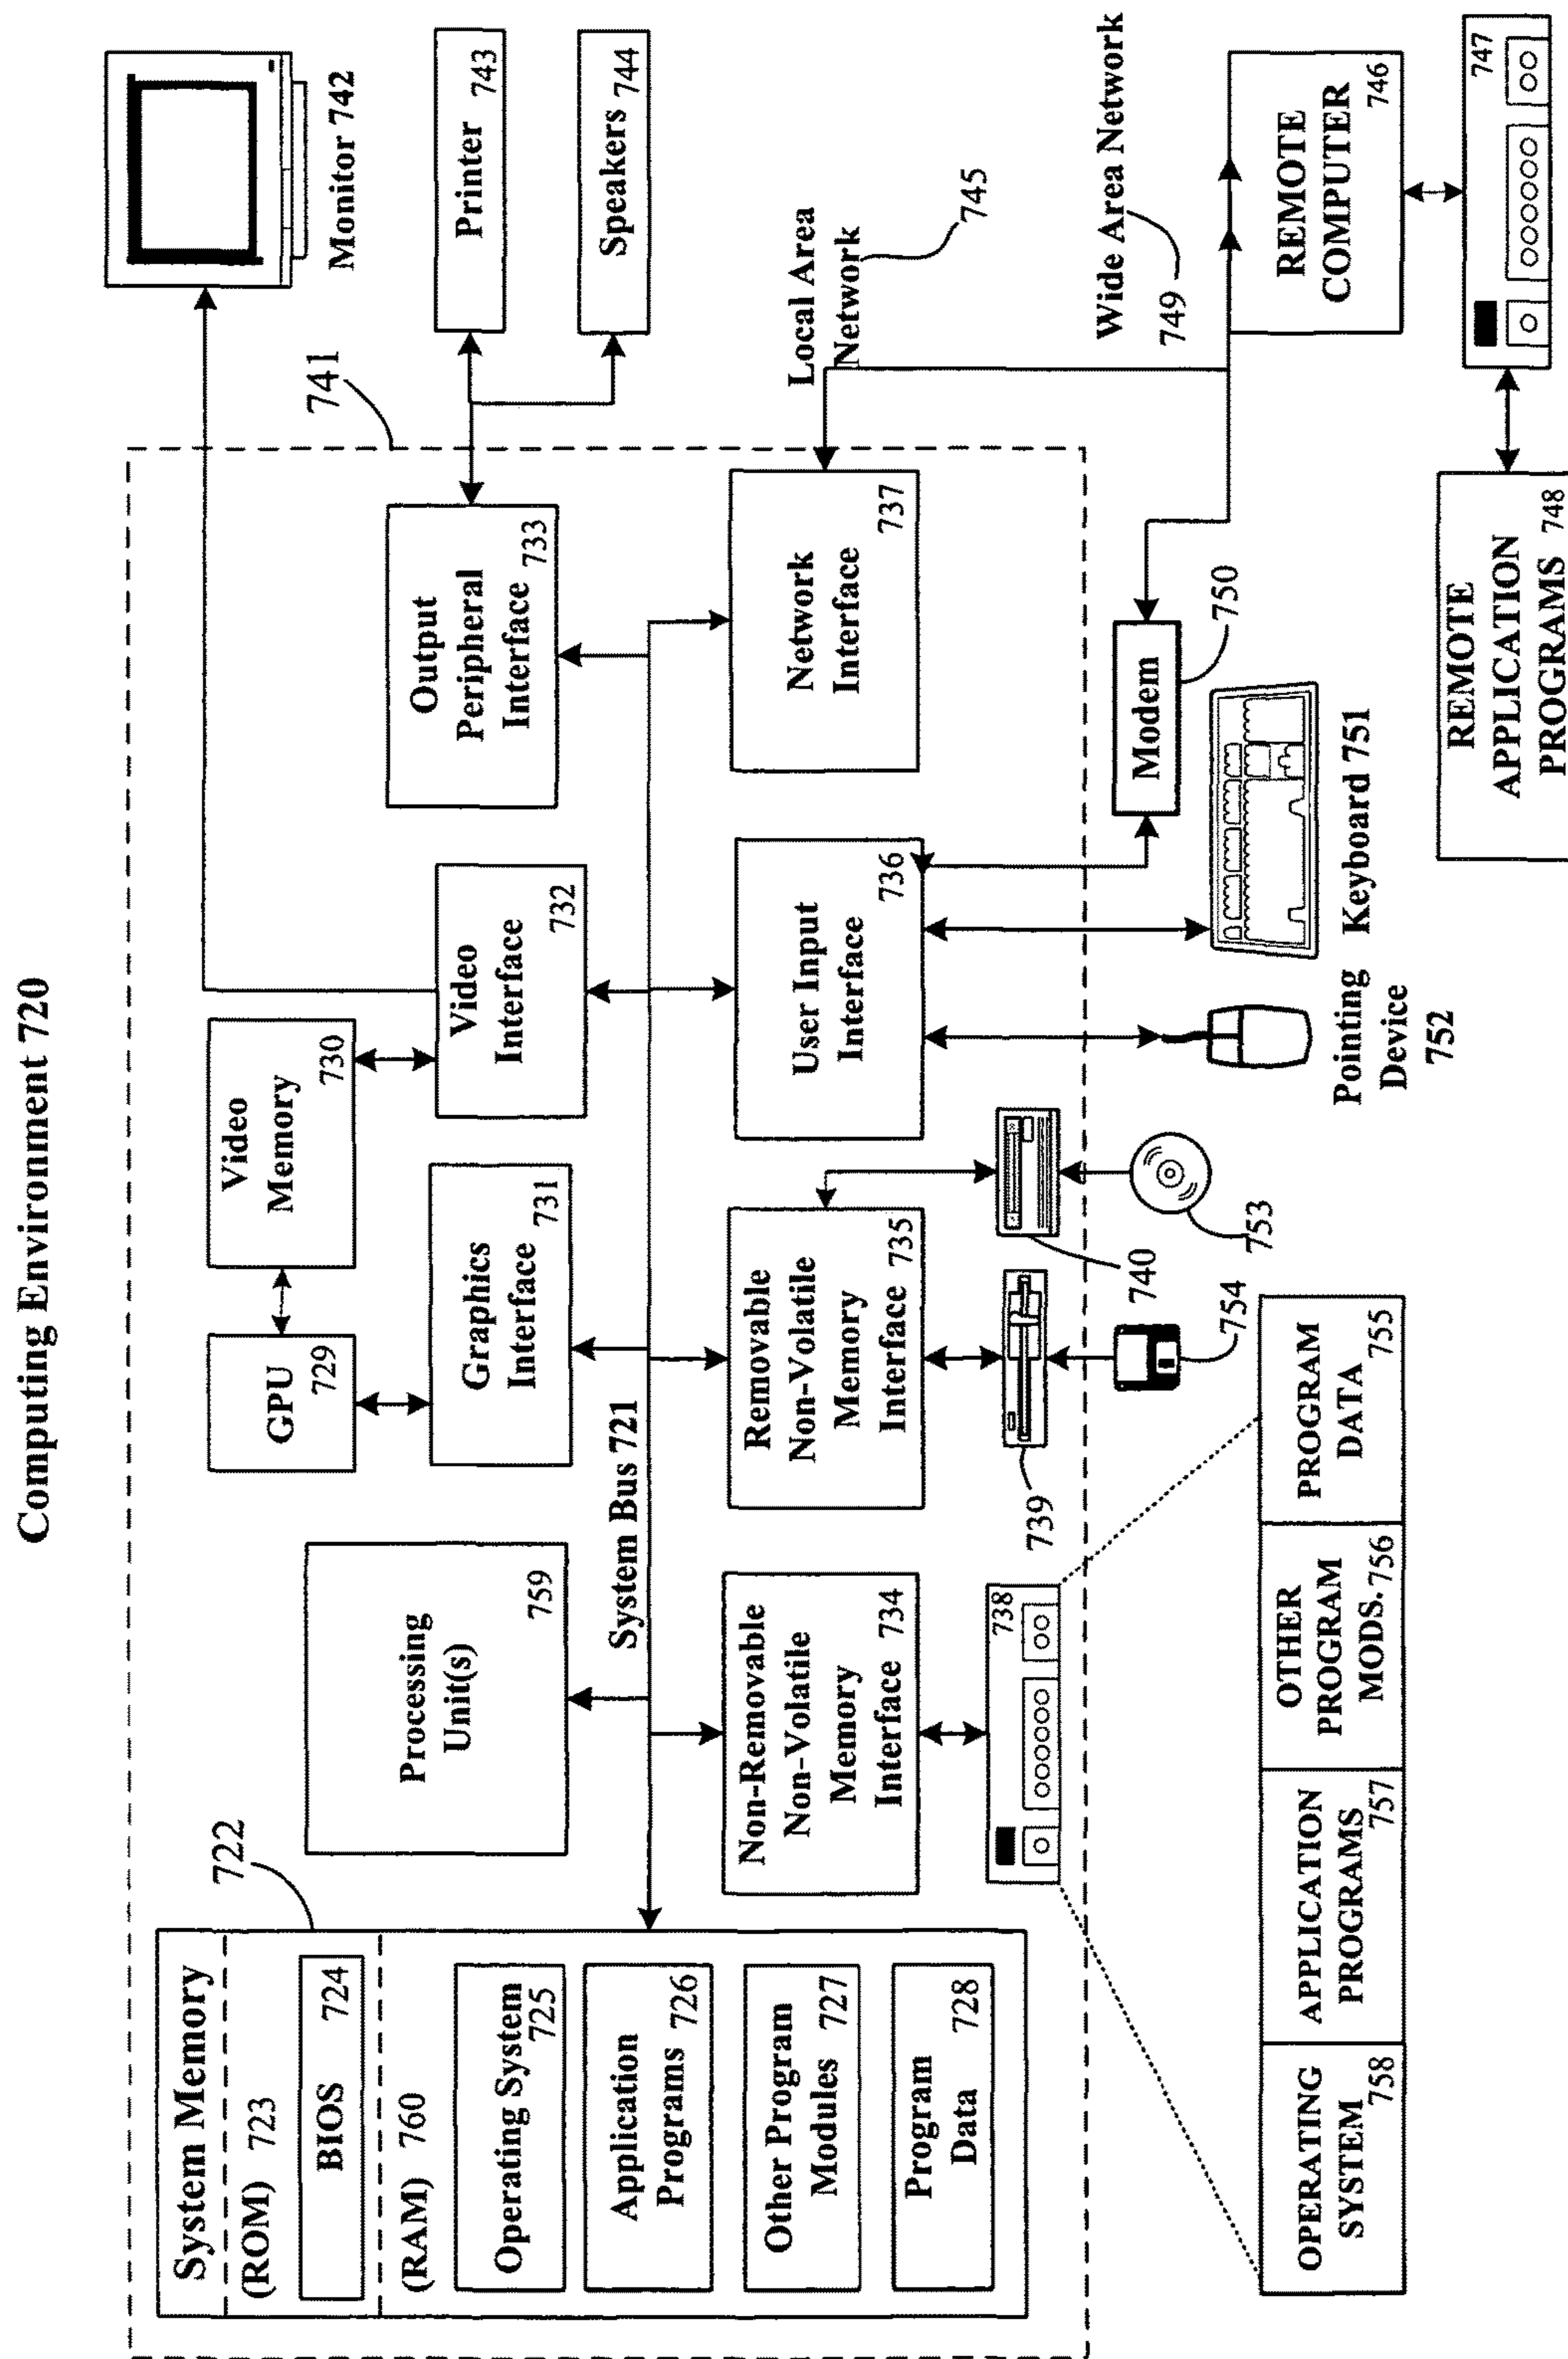 Computing Environment 720
System Memory
722
(ROM) 723
BIOS 724
(RAM) 760
Operating System
725
Application
Programs 726
Other Program
Modules 727
Program
Data 728
Processing
Unit(s)
759
System Bus 721
GPU
729
Video
Memory
730
Graphics
Interface
731
Video
Interface
732
Output
Peripheral
Interface
733
741
Monitor 742
Printer 743
Speakers 744
Non-Removable
Non-Volatile
Memory
Interface 734
Removable
Non-Volatile
Memory
Interface 735
User Input
Interface
736
Network
Interface
737
Local Area
Network
745
738
739
740
753
754
Modem
750
Wide Area Network
749
Pointing
Device
752
Keyboard 751
REMOTE
COMPUTER
746
747
REMOTE
APPLICATION
PROGRAMS 748
OPERATING
SYSTEM
758
APPLICATION
PROGRAMS
757
OTHER
PROGRAM
MODS. 756
PROGRAM
DATA
755